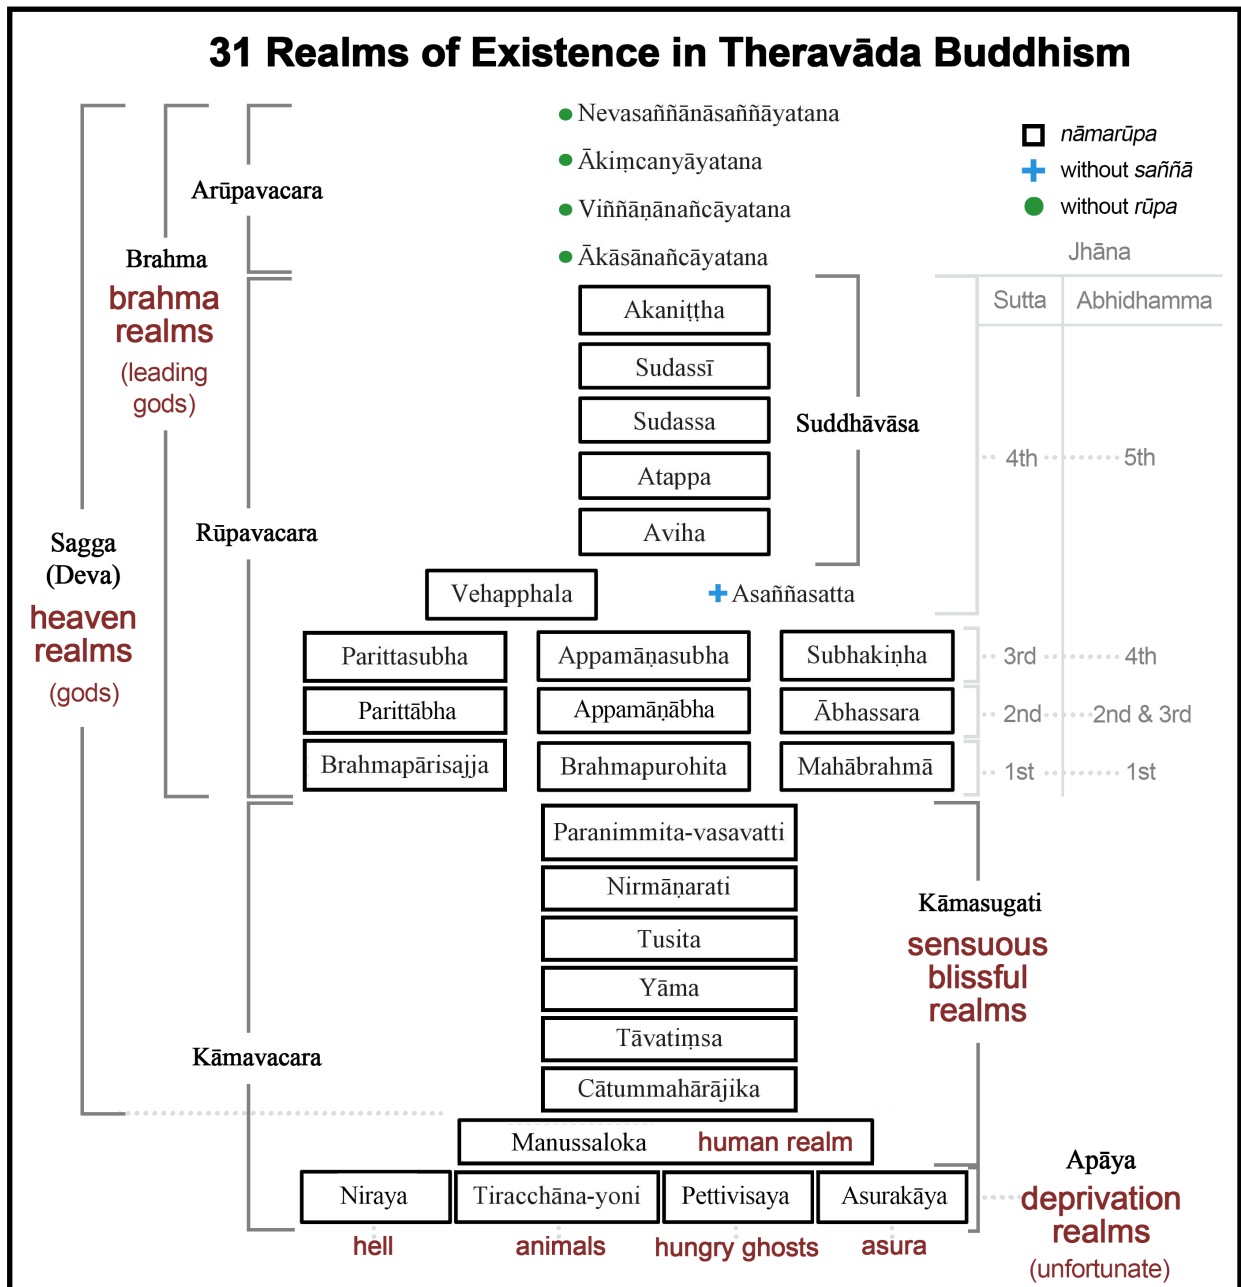 31 Realms of Existence in Theravāda Buddhism
Nevasaññānāsaññāyatana
Ākiṃcanyāyatana
Viññāṇānañcāyatana
Ākāsānañcāyatana
nāmarūpa
without saññā
without rūpa
Arūpavacara
Brahma
brahma
realms
(leading
gods)
Jhāna
Sutta
Abhidhamma
Akaniṭṭha
Sudassī
Sudassa
Atappa
Aviha
Suddhāvāsa
4th
5th
Rūpavacara
Sagga
(Deva)
heaven
realms
(gods)
Vehapphala
Asaññasatta
Parittasubha
Appamāṇasubha
Subhakiṇha
3rd
4th
Parittābha
Appamāṇābha
Ābhassara
2nd
2nd & 3rd
Brahmapārisajja
Brahmapurohita
Mahābrahmā
1st
1st
Paranimmita-vasavatti
Nirmāṇarati
Tusita
Yāma
Tāvatiṃsa
Cātummahārājika
Kāmasugati
sensuous
blissful
realms
Kāmavacara
Manussaloka human realm
Niraya
Tiracchāna-yoni
Pettivisaya
Asurakāya
hell
animals
hungry ghosts
asura
Apāya
deprivation
realms
(unfortunate)